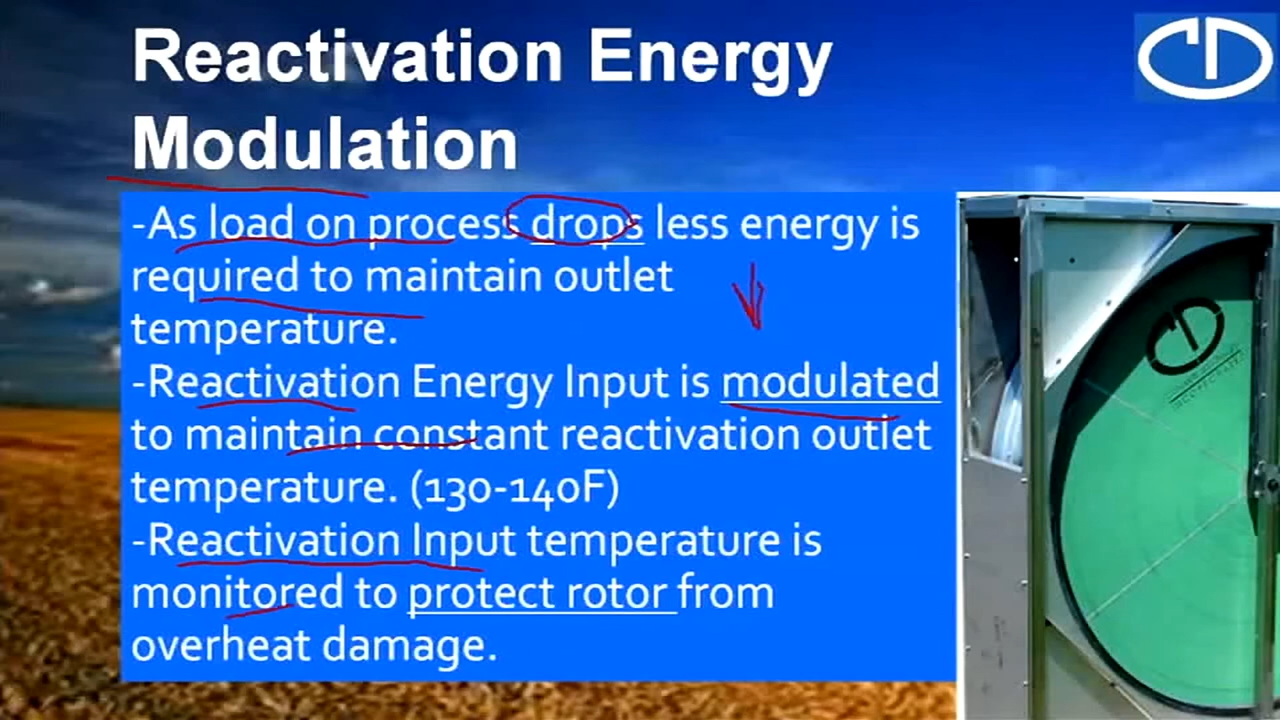 Reactivation Energy
Modulation
-As load on process drops less energy is
required to maintain outlet
temperature.
-Reactivation Energy Input is modulated
to maintain constant reactivation outlet
temperature. (130-140F)
-Reactivation Input temperature is
monitored to protect rotor from
overheat damage.